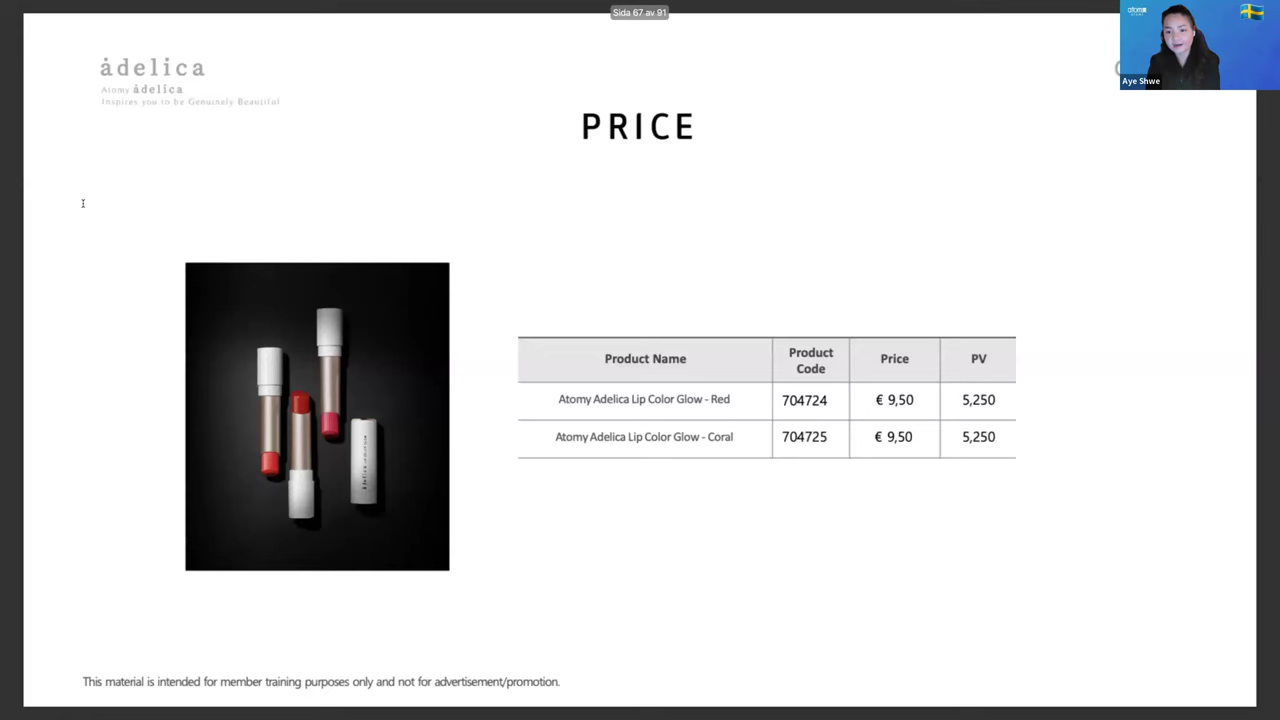 Sida 67 av 91
atom
Aye Shwe
ȧdelica
Atomy ȧdelica
Inspires you to be Genuinely Beautiful
PRICE
Product Name
Product Code
Price
PV
Atomy Adelica Lip Color Glow - Red
704724
€ 9,50
5,250
Atomy Adelica Lip Color Glow - Coral
704725
€ 9,50
5,250
This material is intended for member training purposes only and not for advertisement/promotion.